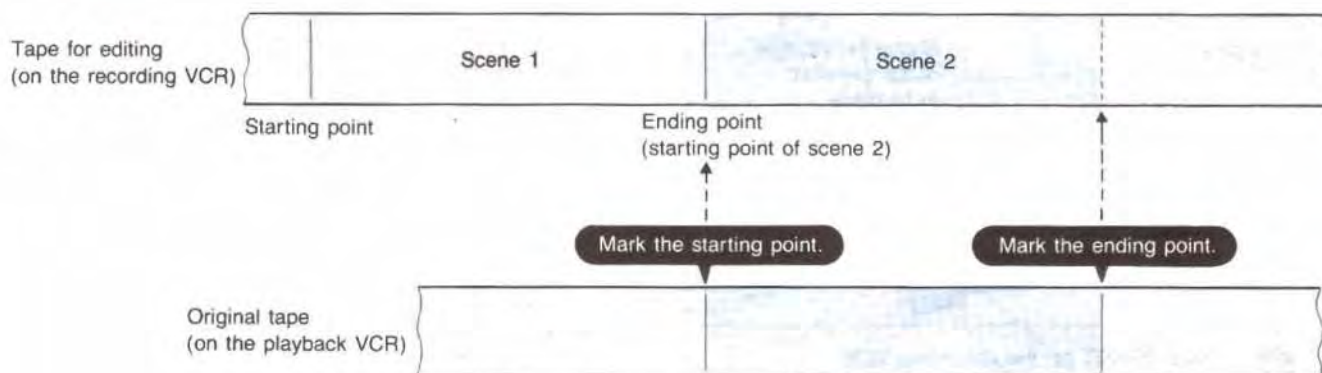 Tape for editing
(on the recording VCR)
Scene 1
Scene 2
Starting point
Ending point
(starting point of scene 2)
Mark the starting point.
Mark the ending point.
Original tape
(on the playback VCR)